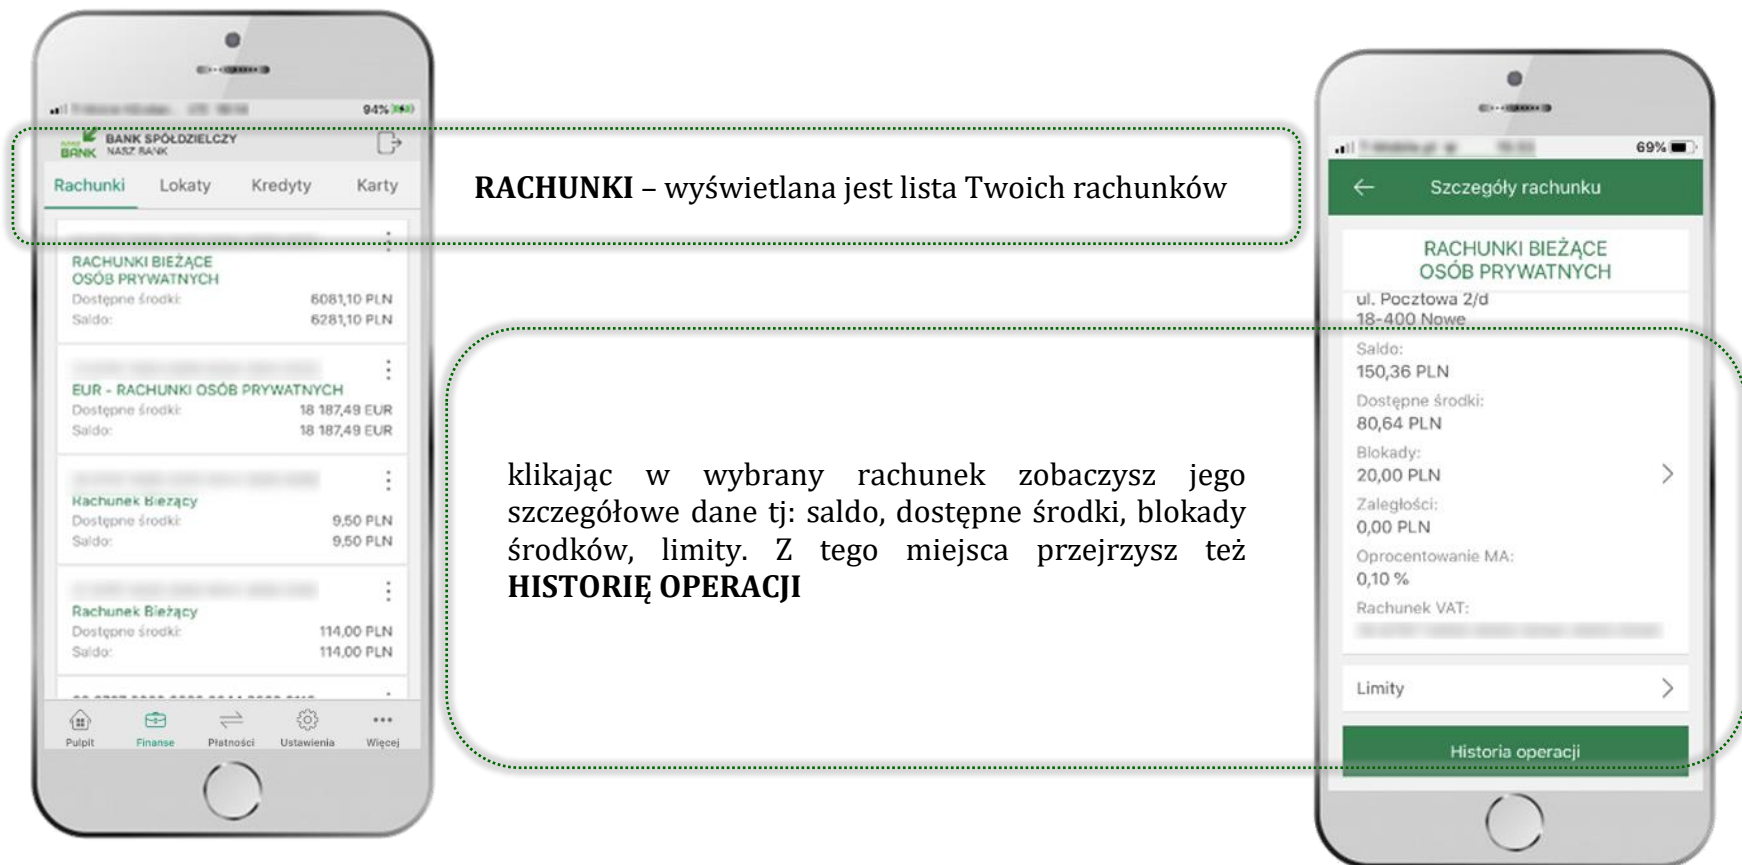 94%
BANK SPÓŁDZIELCZY
BANK NASZ BANK
Rachunki Lokaty Kredyty Karty
RACHUNKI BIEŻĄCE
OSÓB PRYWATNYCH
Dostępne środki: 6081,10 PLN
Saldo: 6281,10 PLN
EUR - RACHUNKI OSÓB PRYWATNYCH
Dostępne środki: 18 187,49 EUR
Saldo: 18 187,49 EUR
Rachunek Bieżący
Dostępne środki: 9,50 PLN
Saldo: 9,50 PLN
Rachunek Bieżący
Dostępne środki: 114,00 PLN
Saldo: 114,00 PLN
Pulpit Finanse Płatności Ustawienia Więcej
RACHUNKI – wyświetlana jest lista Twoich rachunków
klikając w wybrany rachunek zobaczysz jego
szczegółowe dane tj: saldo, dostępne środki, blokady
środków, limity. Z tego miejsca przejrzysz też
HISTORIĘ OPERACJI
69%
Szczegóły rachunku
RACHUNKI BIEŻĄCE
OSÓB PRYWATNYCH
ul. Pocztowa 2/d
18-400 Nowe
Saldo:
150,36 PLN
Dostępne środki:
80,64 PLN
Blokady:
20,00 PLN
Zaległości:
0,00 PLN
Oprocentowanie MA:
0,10 %
Rachunek VAT:
Limity
Historia operacji